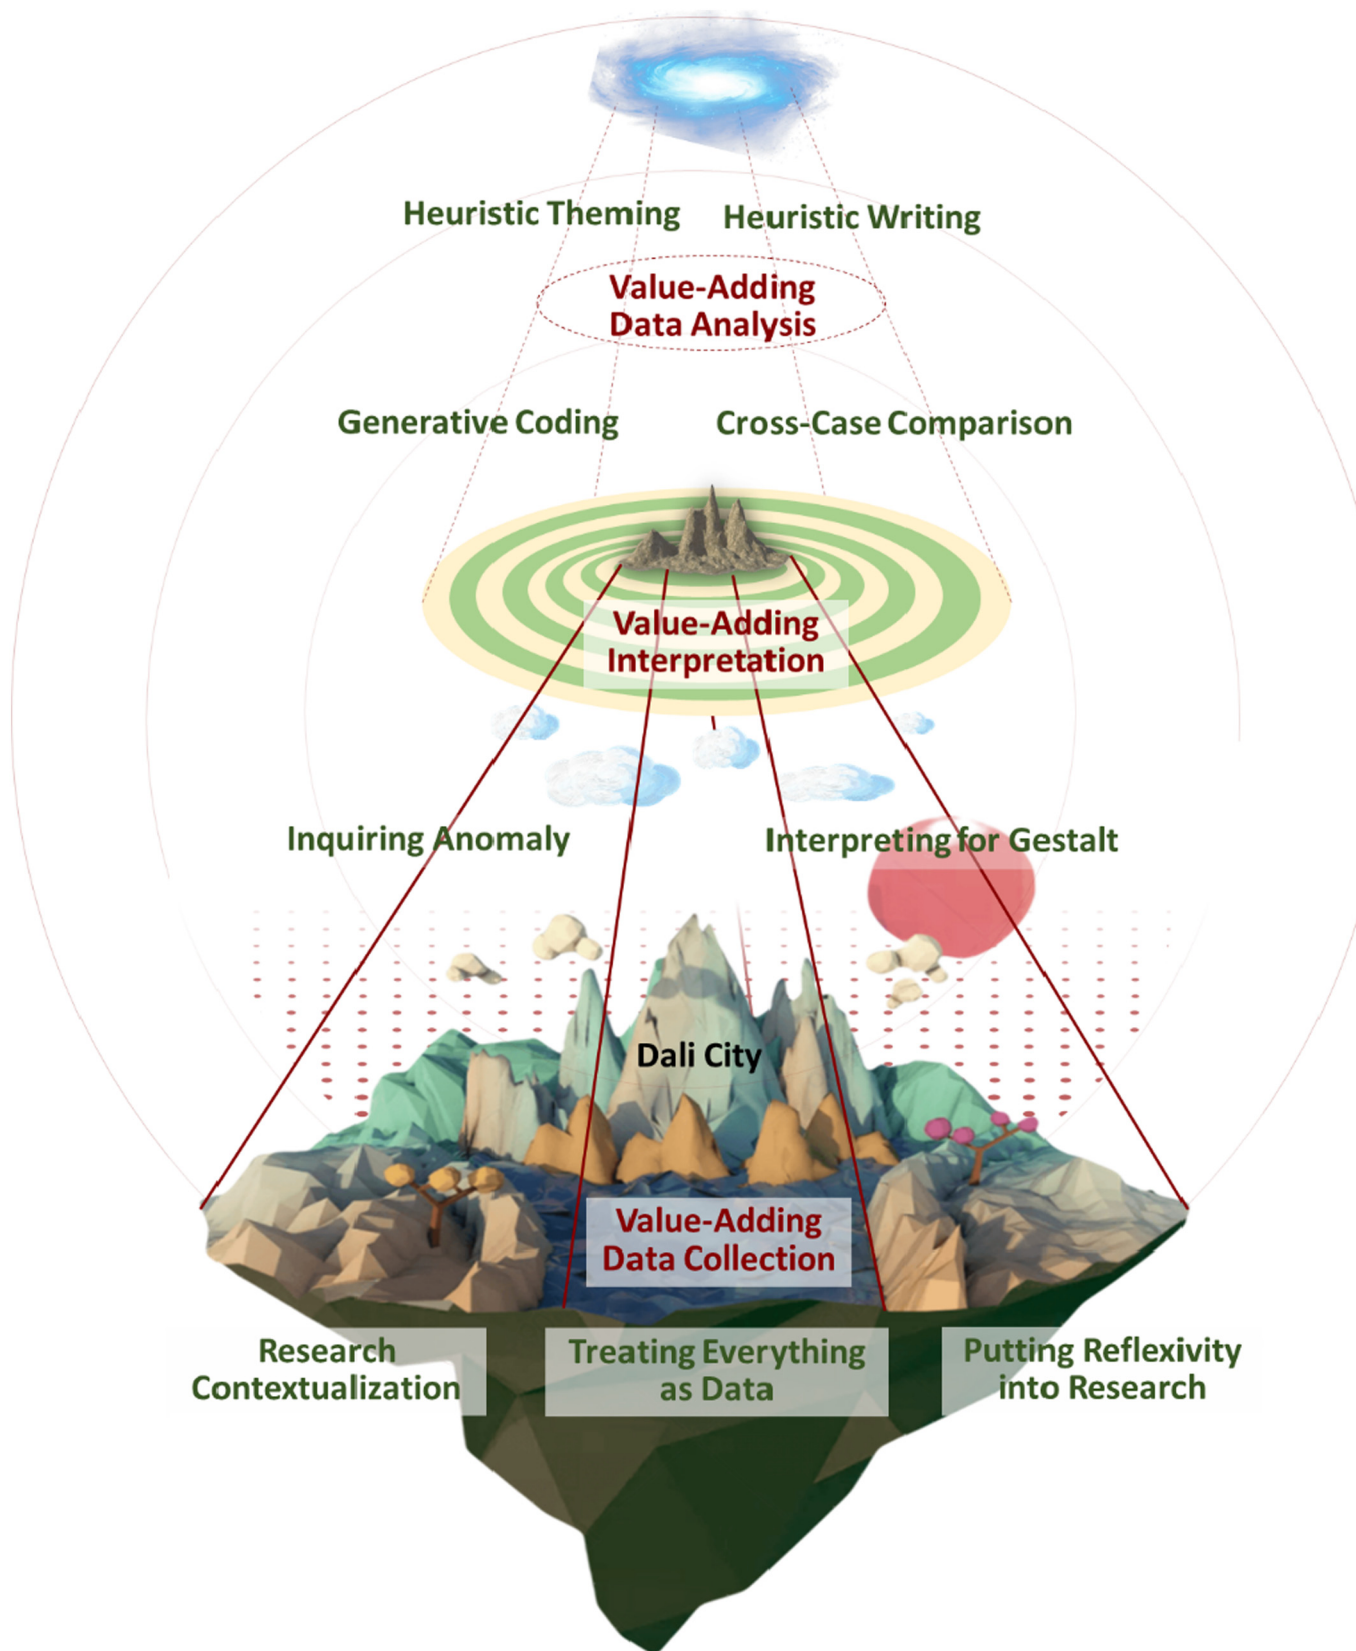 Heuristic Theming
Heuristic Writing
Value-Adding
Data Analysis
Generative Coding
Cross-Case Comparison
Value-Adding
Interpretation
Inquiring Anomaly
Interpreting for Gestalt
Dali City
Value-Adding
Data Collection
Research
Contextualization
Treating Everything
as Data
Putting Reflexivity
into Research